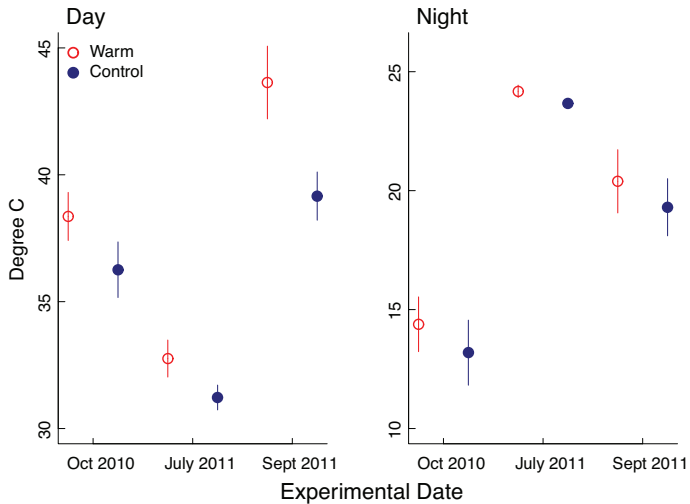 Day
Night
Warm
Control
Degree C
45
40
35
30
25
20
15
10
Oct 2010
July 2011
Sept 2011
Oct 2010
July 2011
Sept 2011
Experimental Date